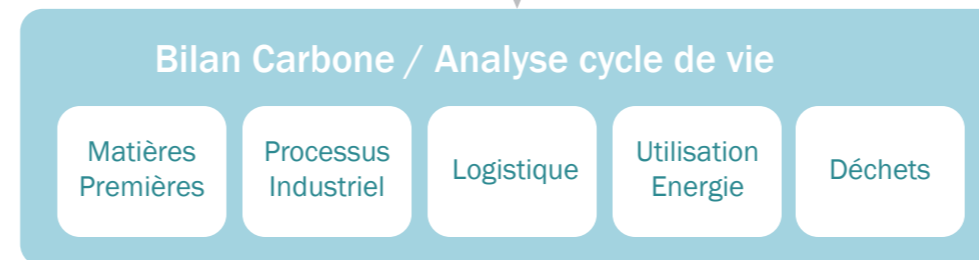 Bilan Carbone / Analyse cycle de vie
Matières
Premières
Processus
Industriel
Logistique
Utilisation
Energie
Déchets